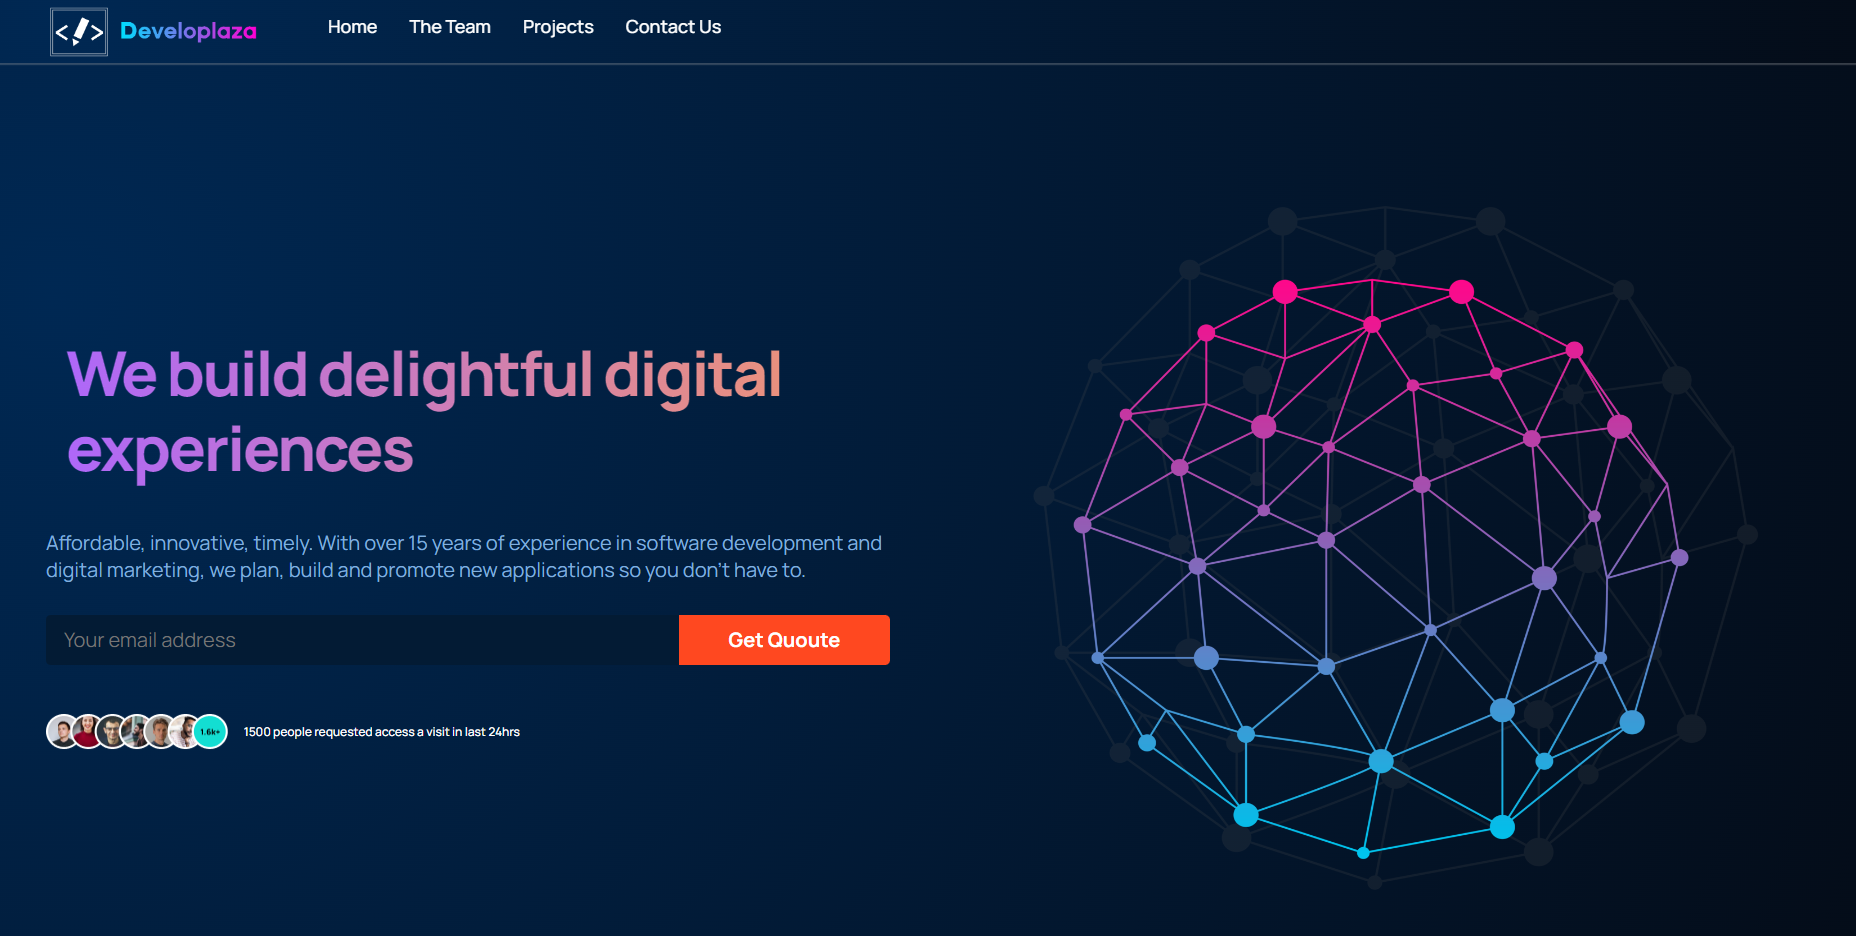 Developlaza
Home The Team Projects Contact Us
We build delightful digital
experiences
Affordable, innovative, timely. With over 15 years of experience in software development and
digital marketing, we plan, build and promote new applications so you don't have to.
Your email address
Get Quoute
1.6k+
1500 people requested access a visit in last 24hrs